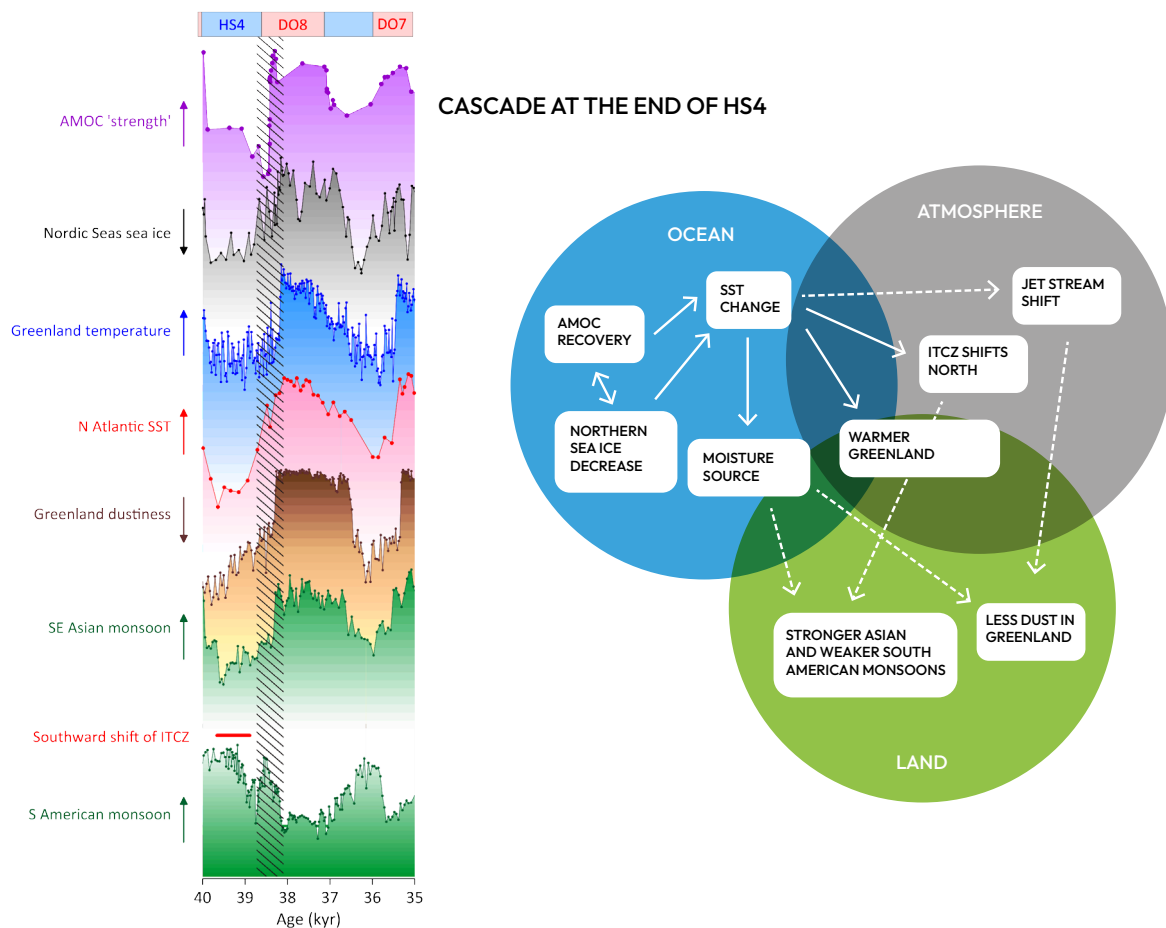 HS4
DO8
DO7
AMOC 'strength'
Nordic Seas sea ice
Greenland temperature
N Atlantic SST
Greenland dustiness
SE Asian monsoon
Southward shift of ITCZ
S American monsoon
40
39
38
37
36
35
Age (kyr)
CASCADE AT THE END OF HS4
OCEAN
ATMOSPHERE
SST
CHANGE
JET STREAM
SHIFT
AMOC
RECOVERY
ITCZ SHIFTS
NORTH
NORTHERN
SEA ICE
DECREASE
MOISTURE
SOURCE
WARMER
GREENLAND
STRONGER ASIAN
AND WEAKER SOUTH
AMERICAN MONSOONS
LESS DUST IN
GREENLAND
LAND